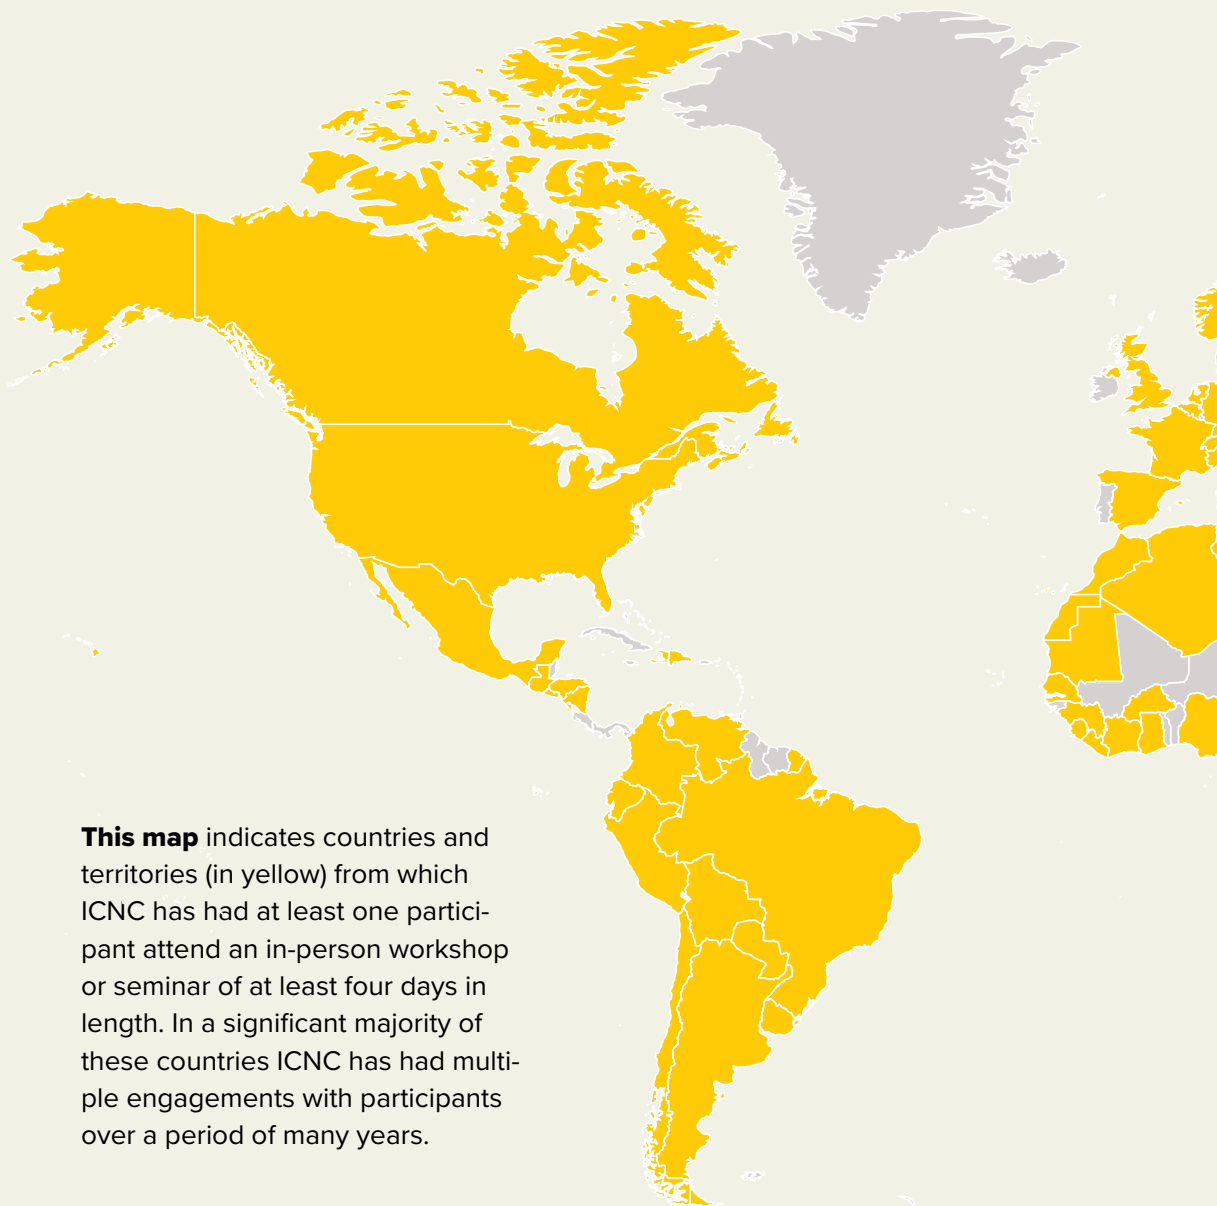 This map indicates countries and
territories (in yellow) from which
ICNC has had at least one partici-
pant attend an in-person workshop
or seminar of at least four days in
length. In a significant majority of
these countries ICNC has had multi-
ple engagements with participants
over a period of many years.